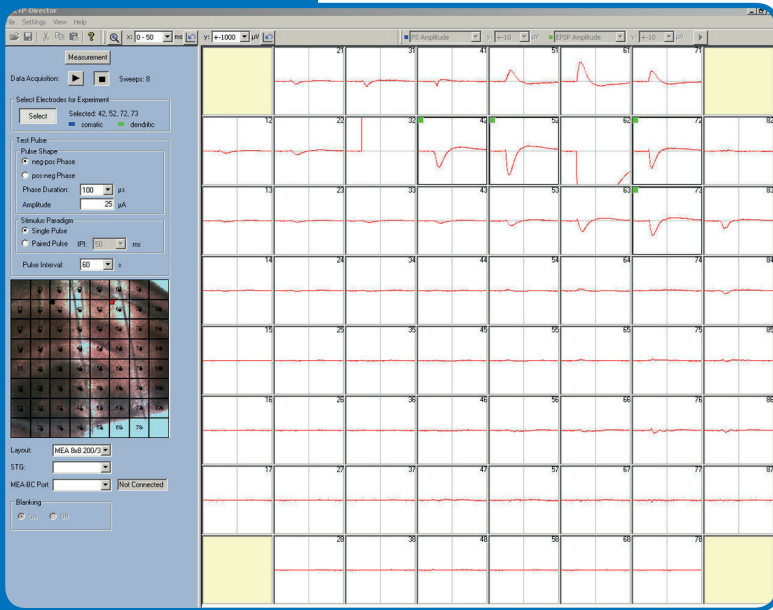 LTP-Director
File Settings View Help
x: 0 - 50 ms y: +-1000 µV PS Amplitude y: +-10 µV EPSP Amplitude y: +-10 µV
Measurement
Data Acquisition: Sweeps: 8
Select Electrodes for Experiment
Select
Selected: 42, 52, 72, 73
somatic dendritic
Test Pulse
Pulse Shape
neg-pos Phase
pos-neg Phase
Phase Duration: 100 µs
Amplitude 25 µA
Stimulus Paradigm
Single Pulse
Paired Pulse IPI: 50 ms
Pulse Interval: 60 s
Layout: MEA 8x8 200/3
STG:
MEA-BC Port: Not Connected
Blanking
On Off
21 31 41 51 61 71
12 22 32 42 52 62 72 82
13 23 33 43 53 63 73 83
14 24 34 44 54 64 74 84
15 25 35 45 55 65 75 85
16 26 36 46 56 66 76 86
17 27 37 47 57 67 77 87
28 38 48 58 68 78